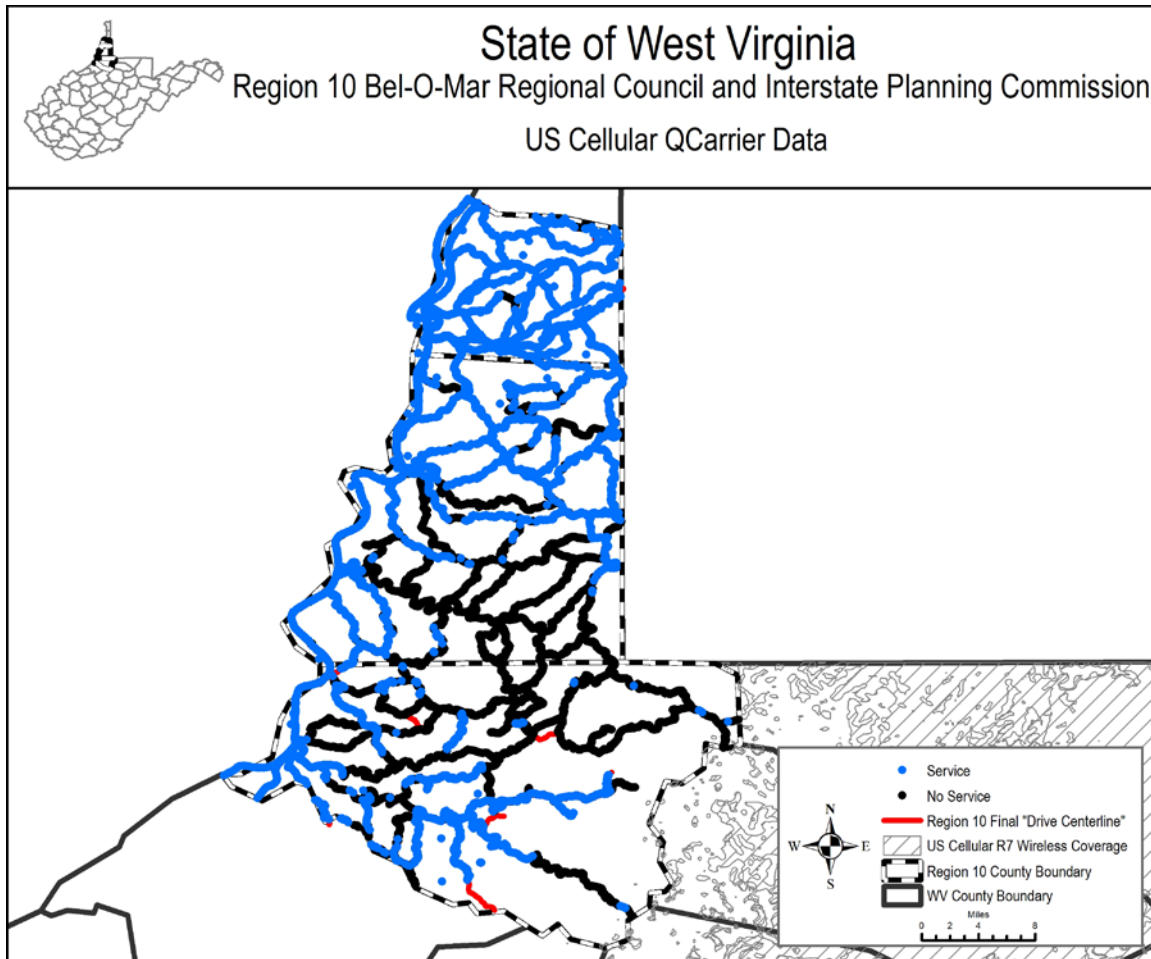 State of West Virginia
Region 10 Bel-O-Mar Regional Council and Interstate Planning Commission
US Cellular QCarrier Data
Service
No Service
Region 10 Final "Drive Centerline"
US Cellular R7 Wireless Coverage
Region 10 County Boundary
WV County Boundary
N
W E
S
Miles
0 2 4 8